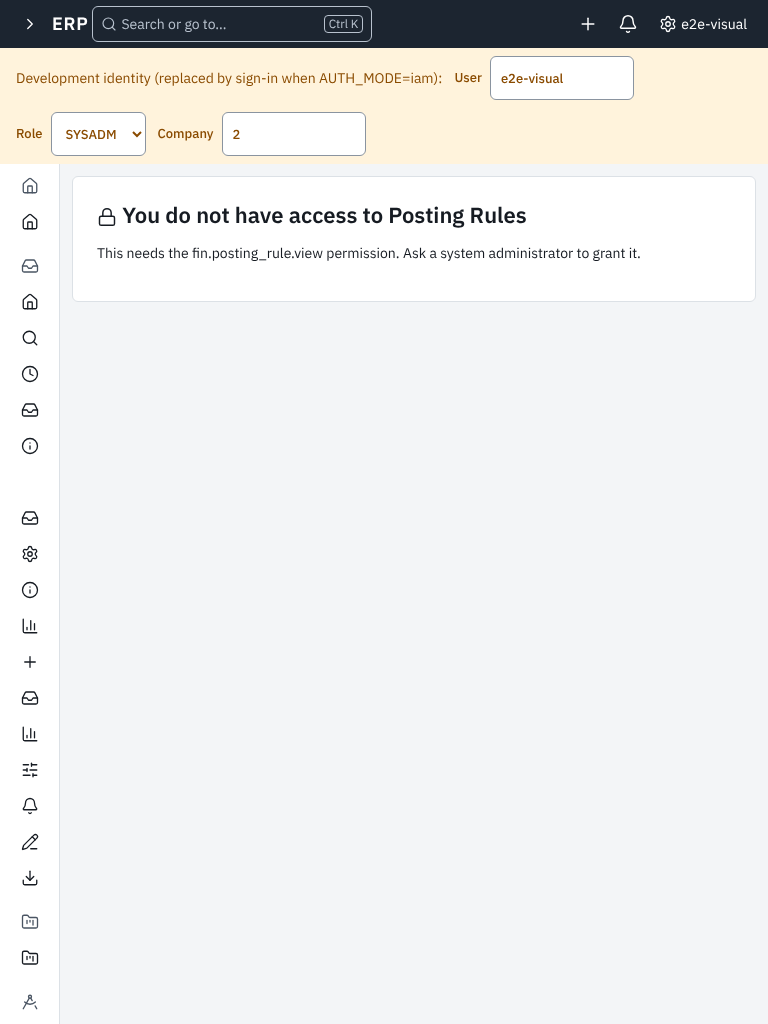 ERP Search or go to... Ctrl K e2e-visual
Development identity (replaced by sign-in when AUTH_MODE=iam): User e2e-visual
Role SYSADM Company 2
You do not have access to Posting Rules
This needs the fin.posting_rule.view permission. Ask a system administrator to grant it.